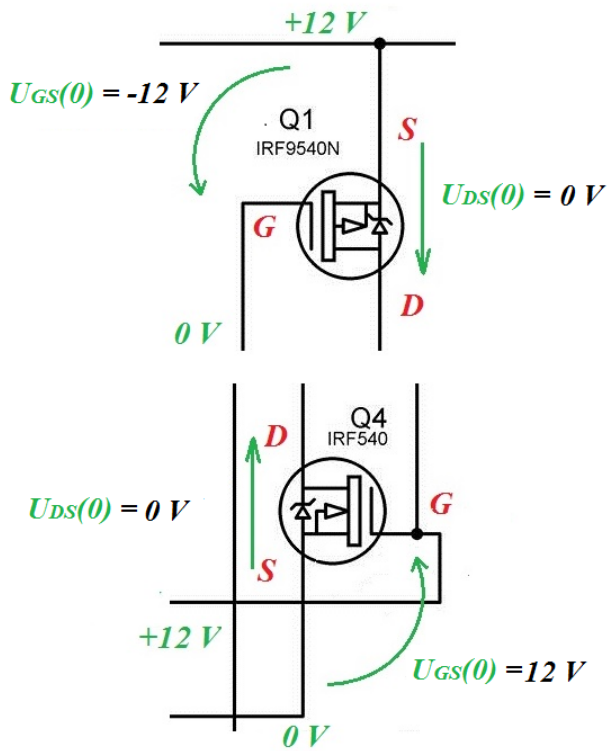 +12 V
UGS(0) = -12 V
Q1
IRF9540N
S
UDS(0) = 0 V
G
D
0 V
Q4
IRF540
D
UDS(0) = 0 V
G
S
+12 V
UGS(0) = 12 V
0 V